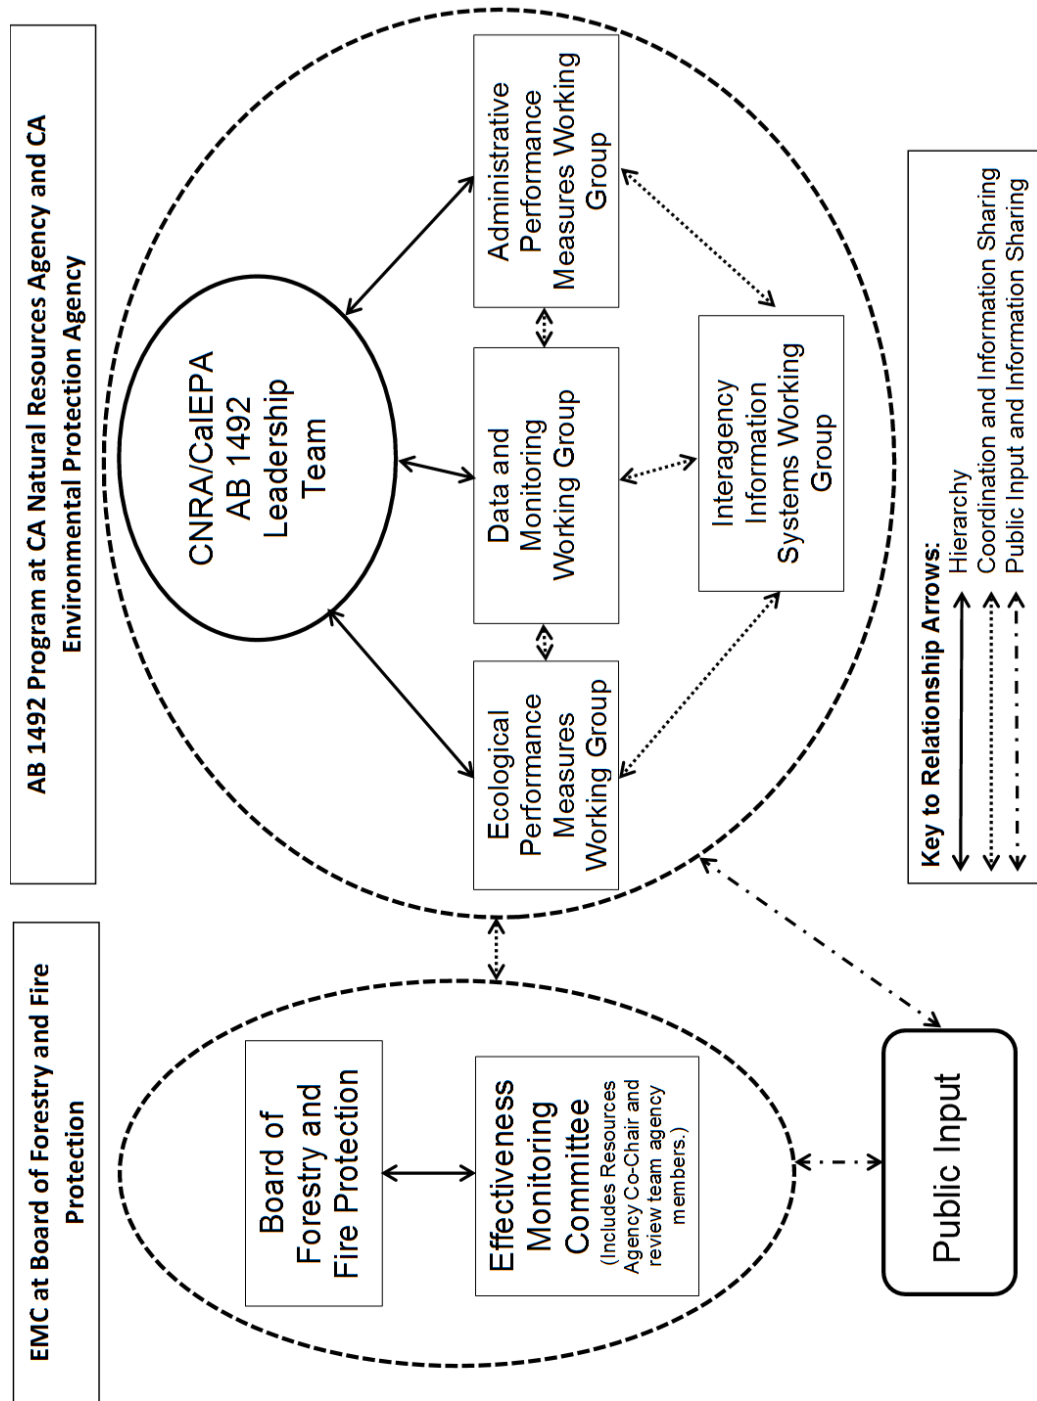 EMC at Board of Forestry and Fire
Protection
AB 1492 Program at CA Natural Resources Agency and CA
Environmental Protection Agency
Board of
Forestry and
Fire Protection
Effectiveness
Monitoring
Committee
(Includes Resources
Agency Co-Chair and
review team agency
members.)
Public Input
CNRA/CalEPA
AB 1492
Leadership
Team
Ecological
Performance
Measures
Working Group
Data and
Monitoring
Working Group
Administrative
Performance
Measures Working
Group
Interagency
Information
Systems Working
Group
Key to Relationship Arrows:
Hierarchy
Coordination and Information Sharing
Public Input and Information Sharing